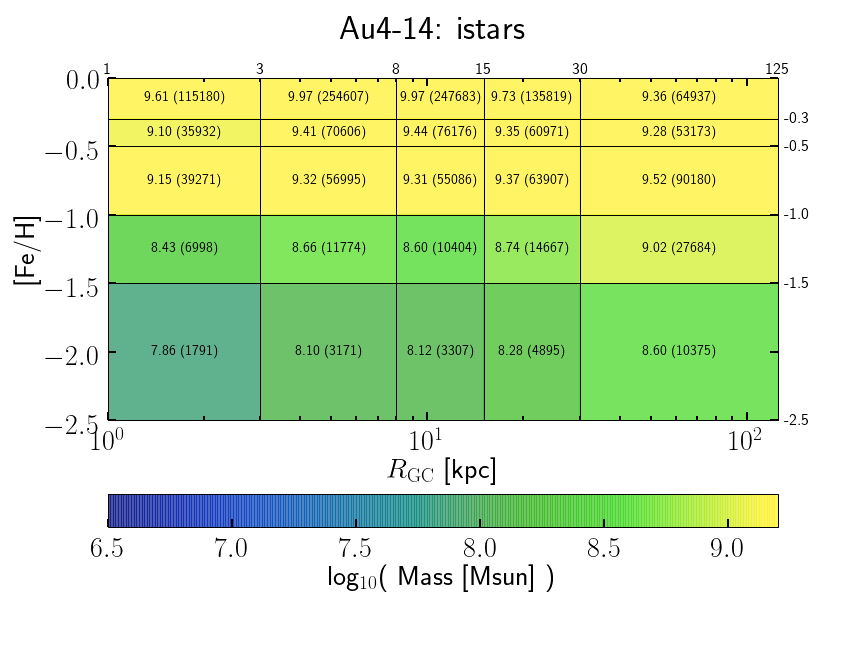 Au4-14: istars
1 3 8 15 30 125
0.0 9.61 (115180) 9.97 (254607) 9.97 (247683) 9.73 (135819) 9.36 (64937)
-0.3
9.10 (35932) 9.41 (70606) 9.44 (76176) 9.35 (60971) 9.28 (53173)
−0.5 -0.5
9.15 (39271) 9.32 (56995) 9.31 (55086) 9.37 (63907) 9.52 (90180)
−1.0 -1.0
[Fe/H]
8.43 (6998) 8.66 (11774) 8.60 (10404) 8.74 (14667) 9.02 (27684)
−1.5 -1.5
−2.0 7.86 (1791) 8.10 (3171) 8.12 (3307) 8.28 (4895) 8.60 (10375)
−2.5 -2.5
10⁰ 10¹ 10²
R_GC [kpc]
6.5 7.0 7.5 8.0 8.5 9.0
log₁₀( Mass [Msun] )